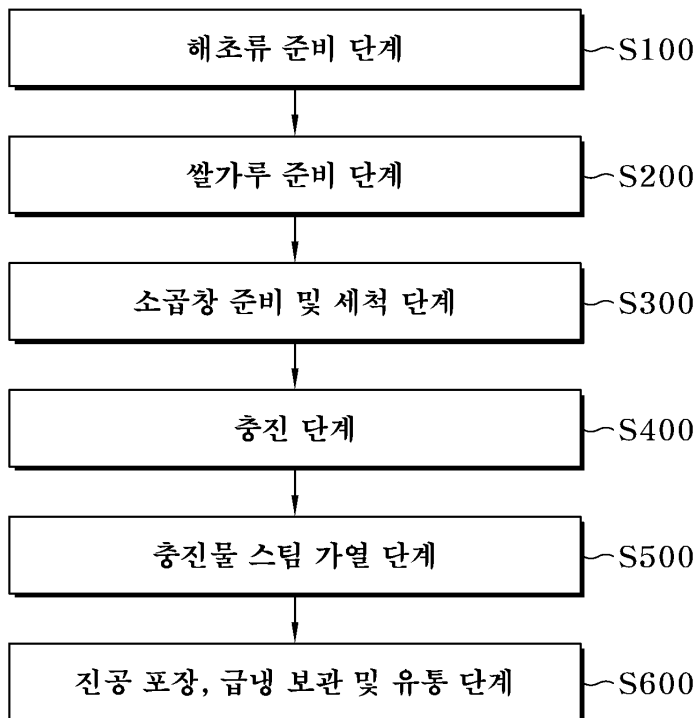 해초류 준비 단계 S100
쌀가루 준비 단계 S200
소곱창 준비 및 세척 단계 S300
충진 단계 S400
충진물 스팀 가열 단계 S500
진공 포장, 급냉 보관 및 유통 단계 S600